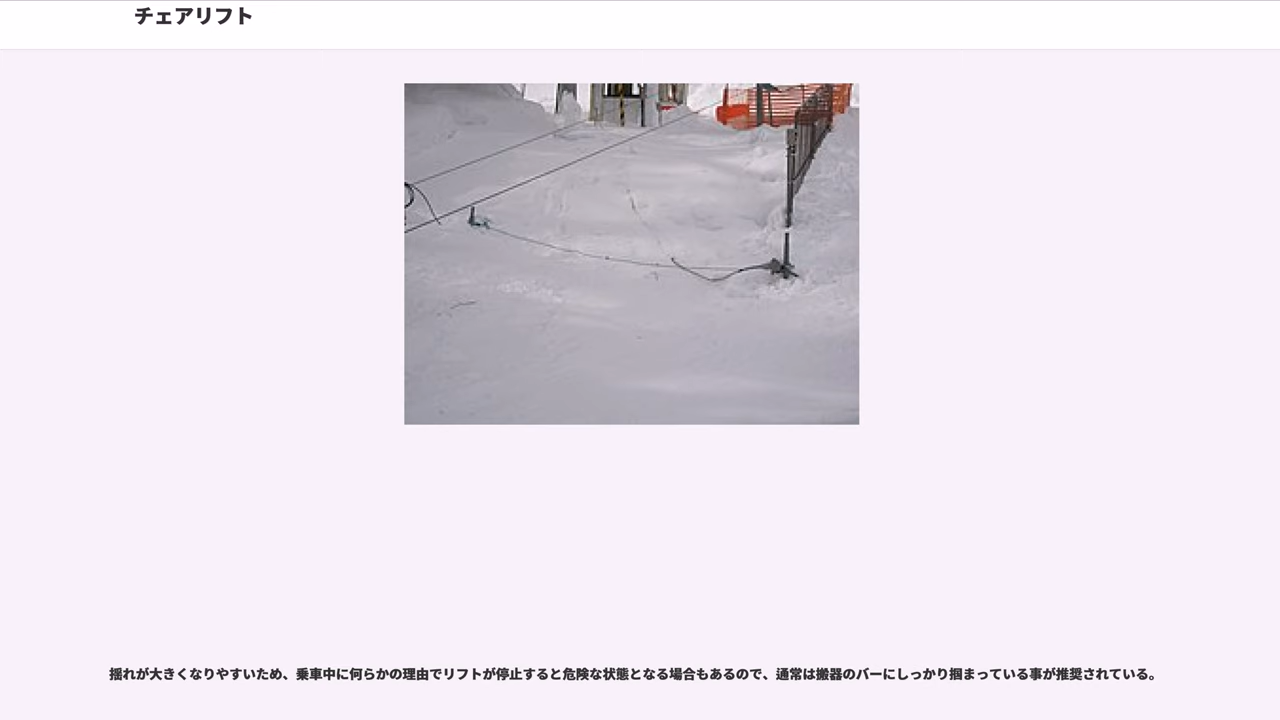 チェアリフト
揺れが大きくなりやすいため、乗車中に何らかの理由でリフトが停止すると危険な状態となる場合もあるので、通常は搬器のバーにしっかり掴まっている事が推奨されている。